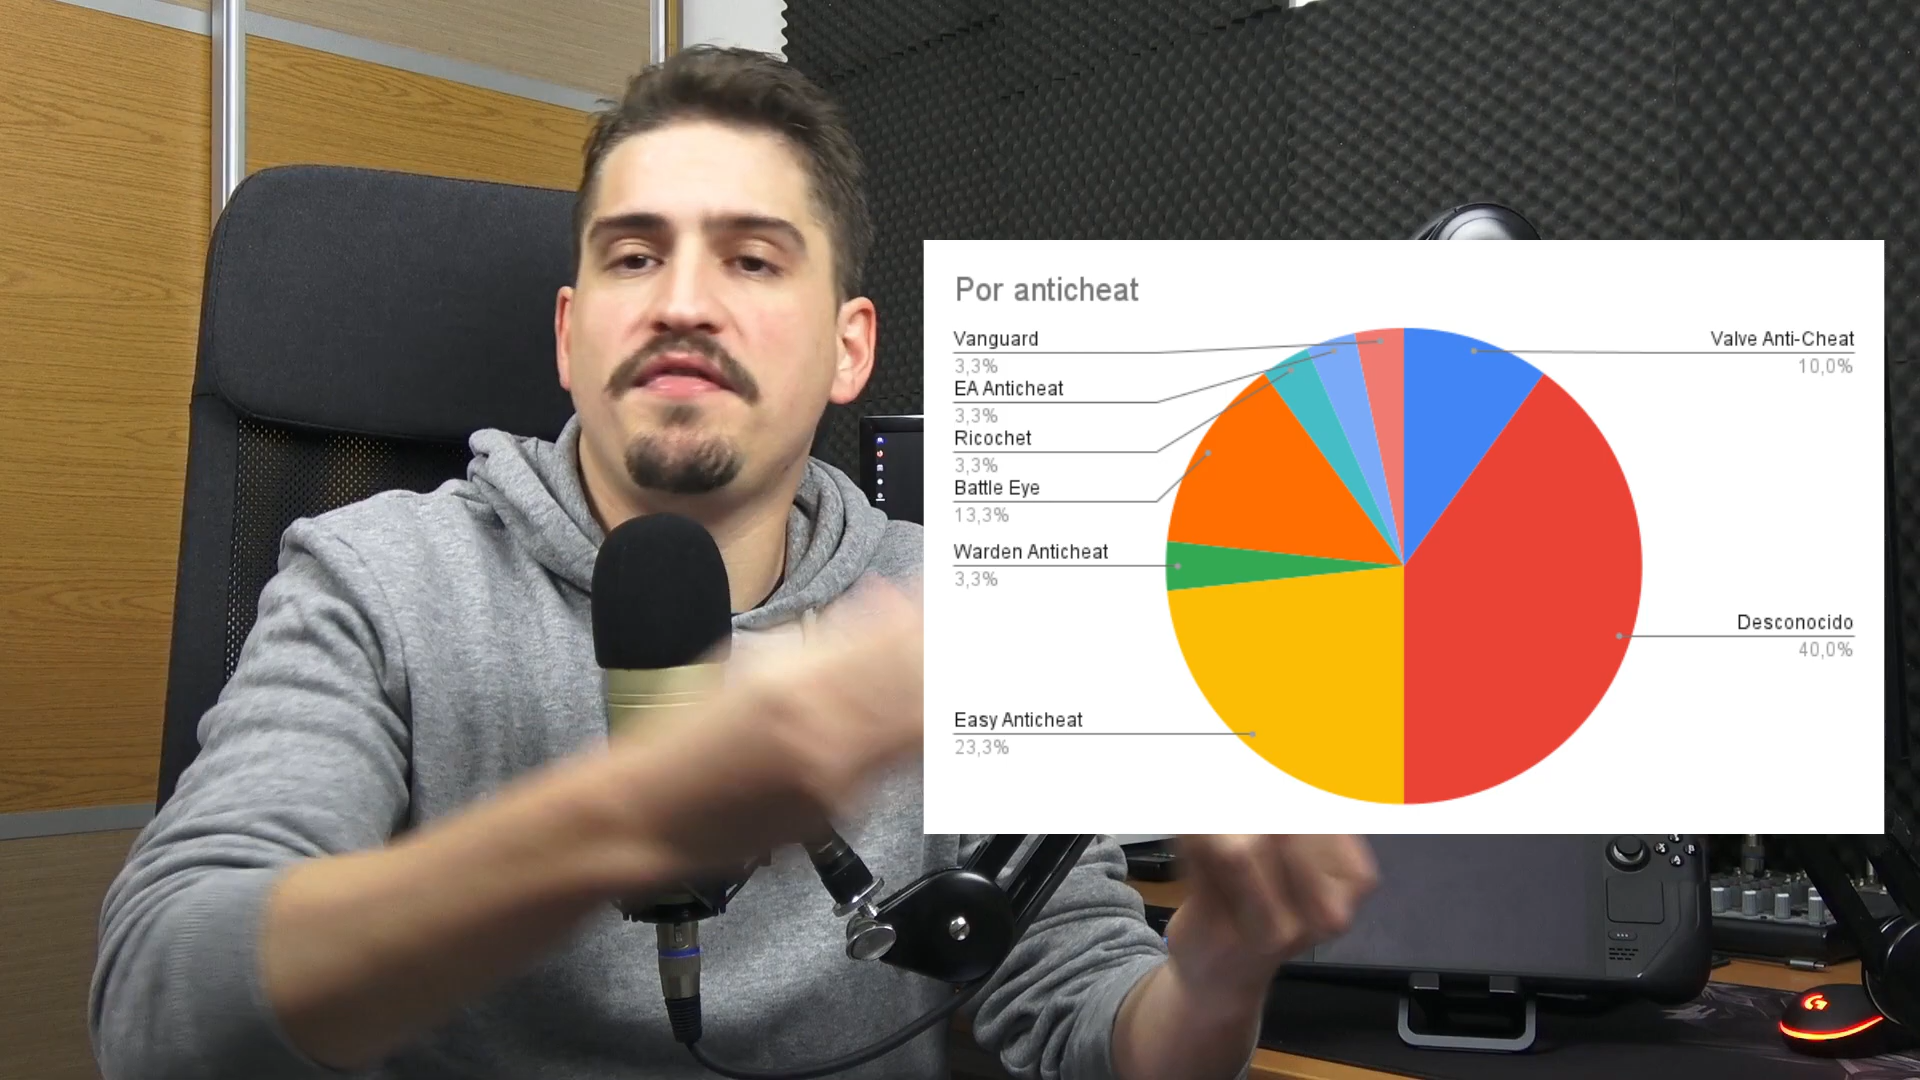 Por anticheat
Vanguard
3,3%
EA Anticheat
3,3%
Ricochet
3,3%
Battle Eye
13,3%
Warden Anticheat
3,3%
Easy Anticheat
23,3%
Valve Anti-Cheat
10,0%
Desconocido
40,0%